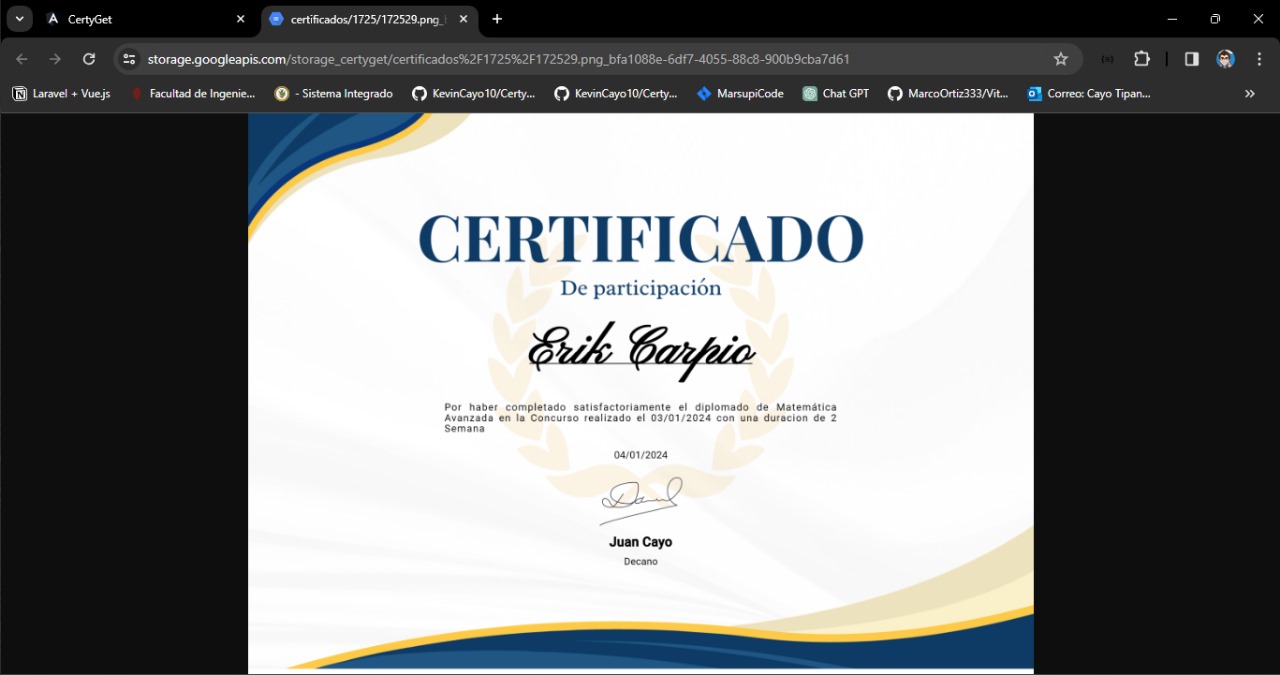 CertyGet
certificados/1725/172529.png_
storage.googleapis.com/storage_certyget/certificados%2F1725%2F172529.png_bfa1088e-6df7-4055-88c8-900b9cba7d61
Laravel + Vue.js
Facultad de Ingenie...
- Sistema Integrado
KevinCayo10/Certy...
KevinCayo10/Certy...
MarsupiCode
Chat GPT
MarcoOrtiz333/Vit...
Correo: Cayo Tipan...
CERTIFICADO
De participación
Erik Carpio
Por haber completado satisfactoriamente el diplomado de Matemática
Avanzada en la Concurso realizado el 03/01/2024 con una duracion de 2
Semana
04/01/2024
Juan Cayo
Decano